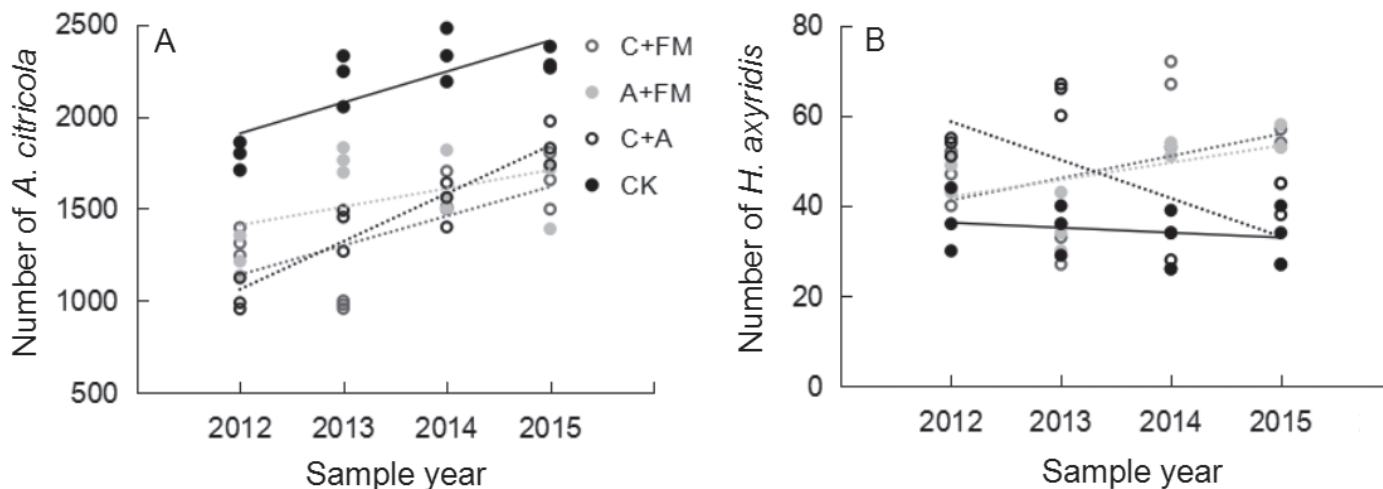 A
Number of A. citricola
2500
2000
1500
1000
500
2012 2013 2014 2015
Sample year
C+FM
A+FM
C+A
CK
B
Number of H. axyridis
80
60
40
20
0
2012 2013 2014 2015
Sample year